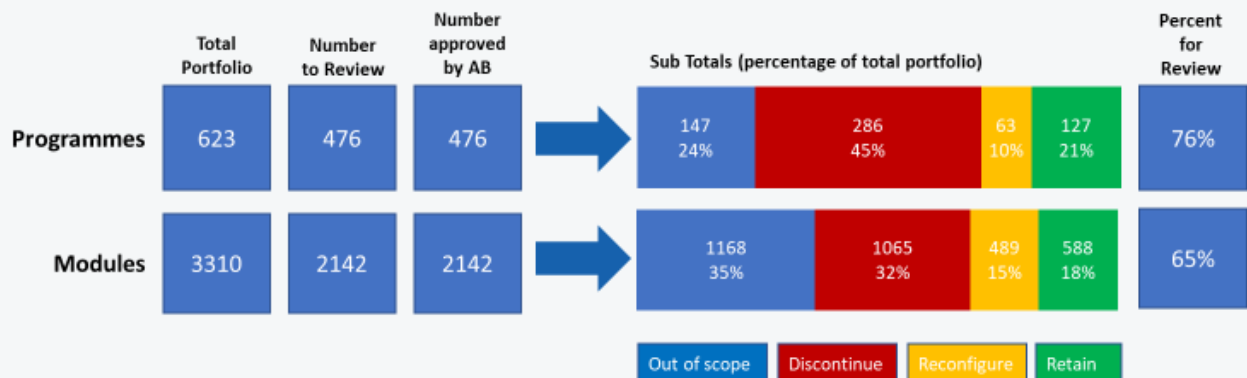 Total
Portfolio
Number
to Review
Number
approved
by AB
Sub Totals (percentage of total portfolio)
Percent
for
Review
Programmes
623
476
476
147
24%
286
45%
63
10%
127
21%
76%
Modules
3310
2142
2142
1168
35%
1065
32%
489
15%
588
18%
65%
Out of scope
Discontinue
Reconfigure
Retain